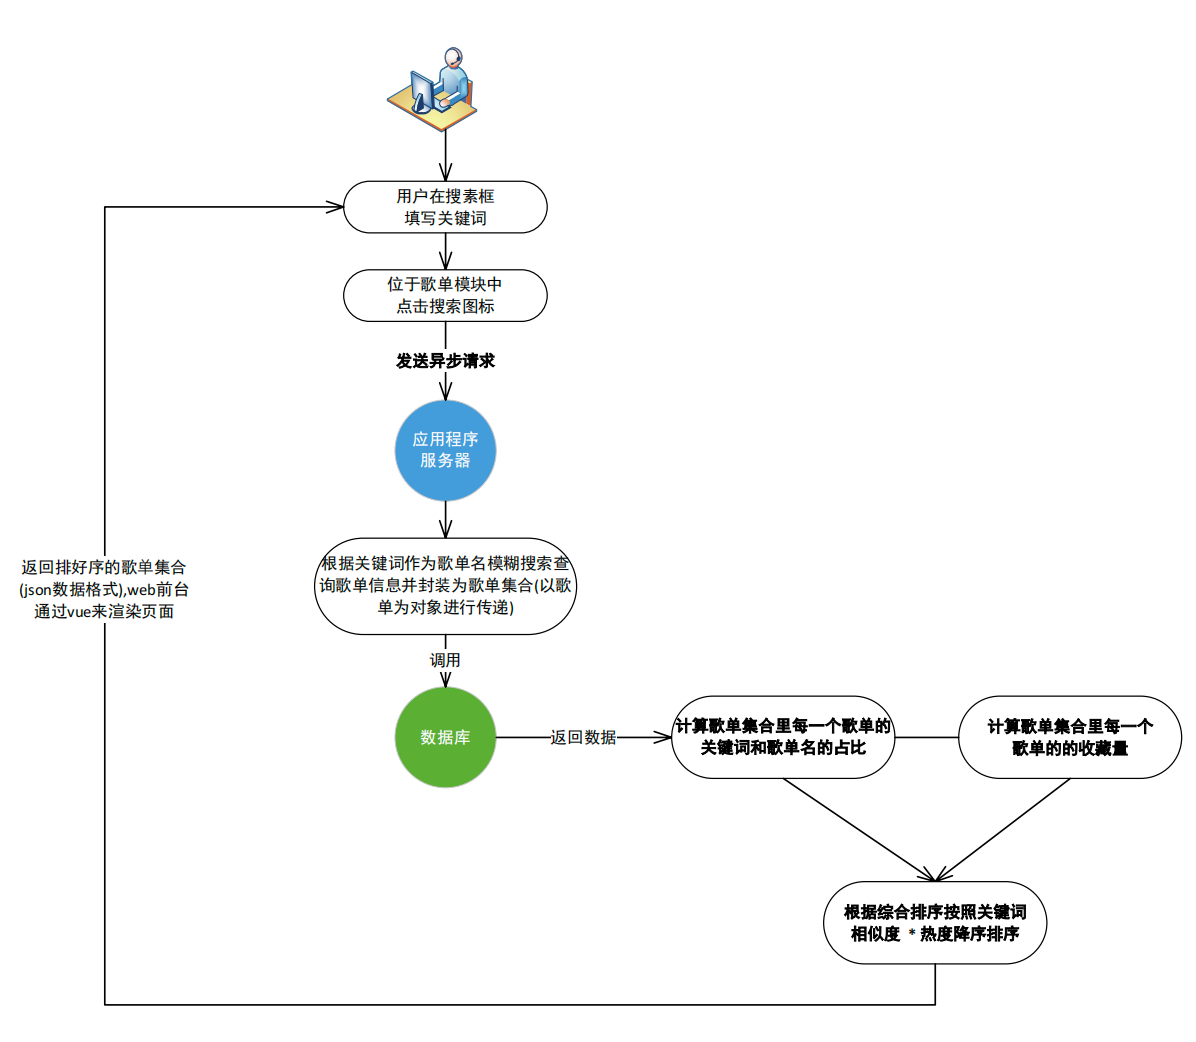 用户在搜素框
填写关键词
位于歌单模块中
点击搜索图标
发送异步请求
应用程序
服务器
根据关键词作为歌单名模糊搜索查
询歌单信息并封装为歌单集合(以歌
单为对象进行传递)
调用
数据库
返回数据
计算歌单集合里每一个歌单的
关键词和歌单名的占比
计算歌单集合里每一个
歌单的的收藏量
根据综合排序按照关键词
相似度 * 热度降序排序
返回排好序的歌单集合
(json数据格式),web前台
通过vue来渲染页面